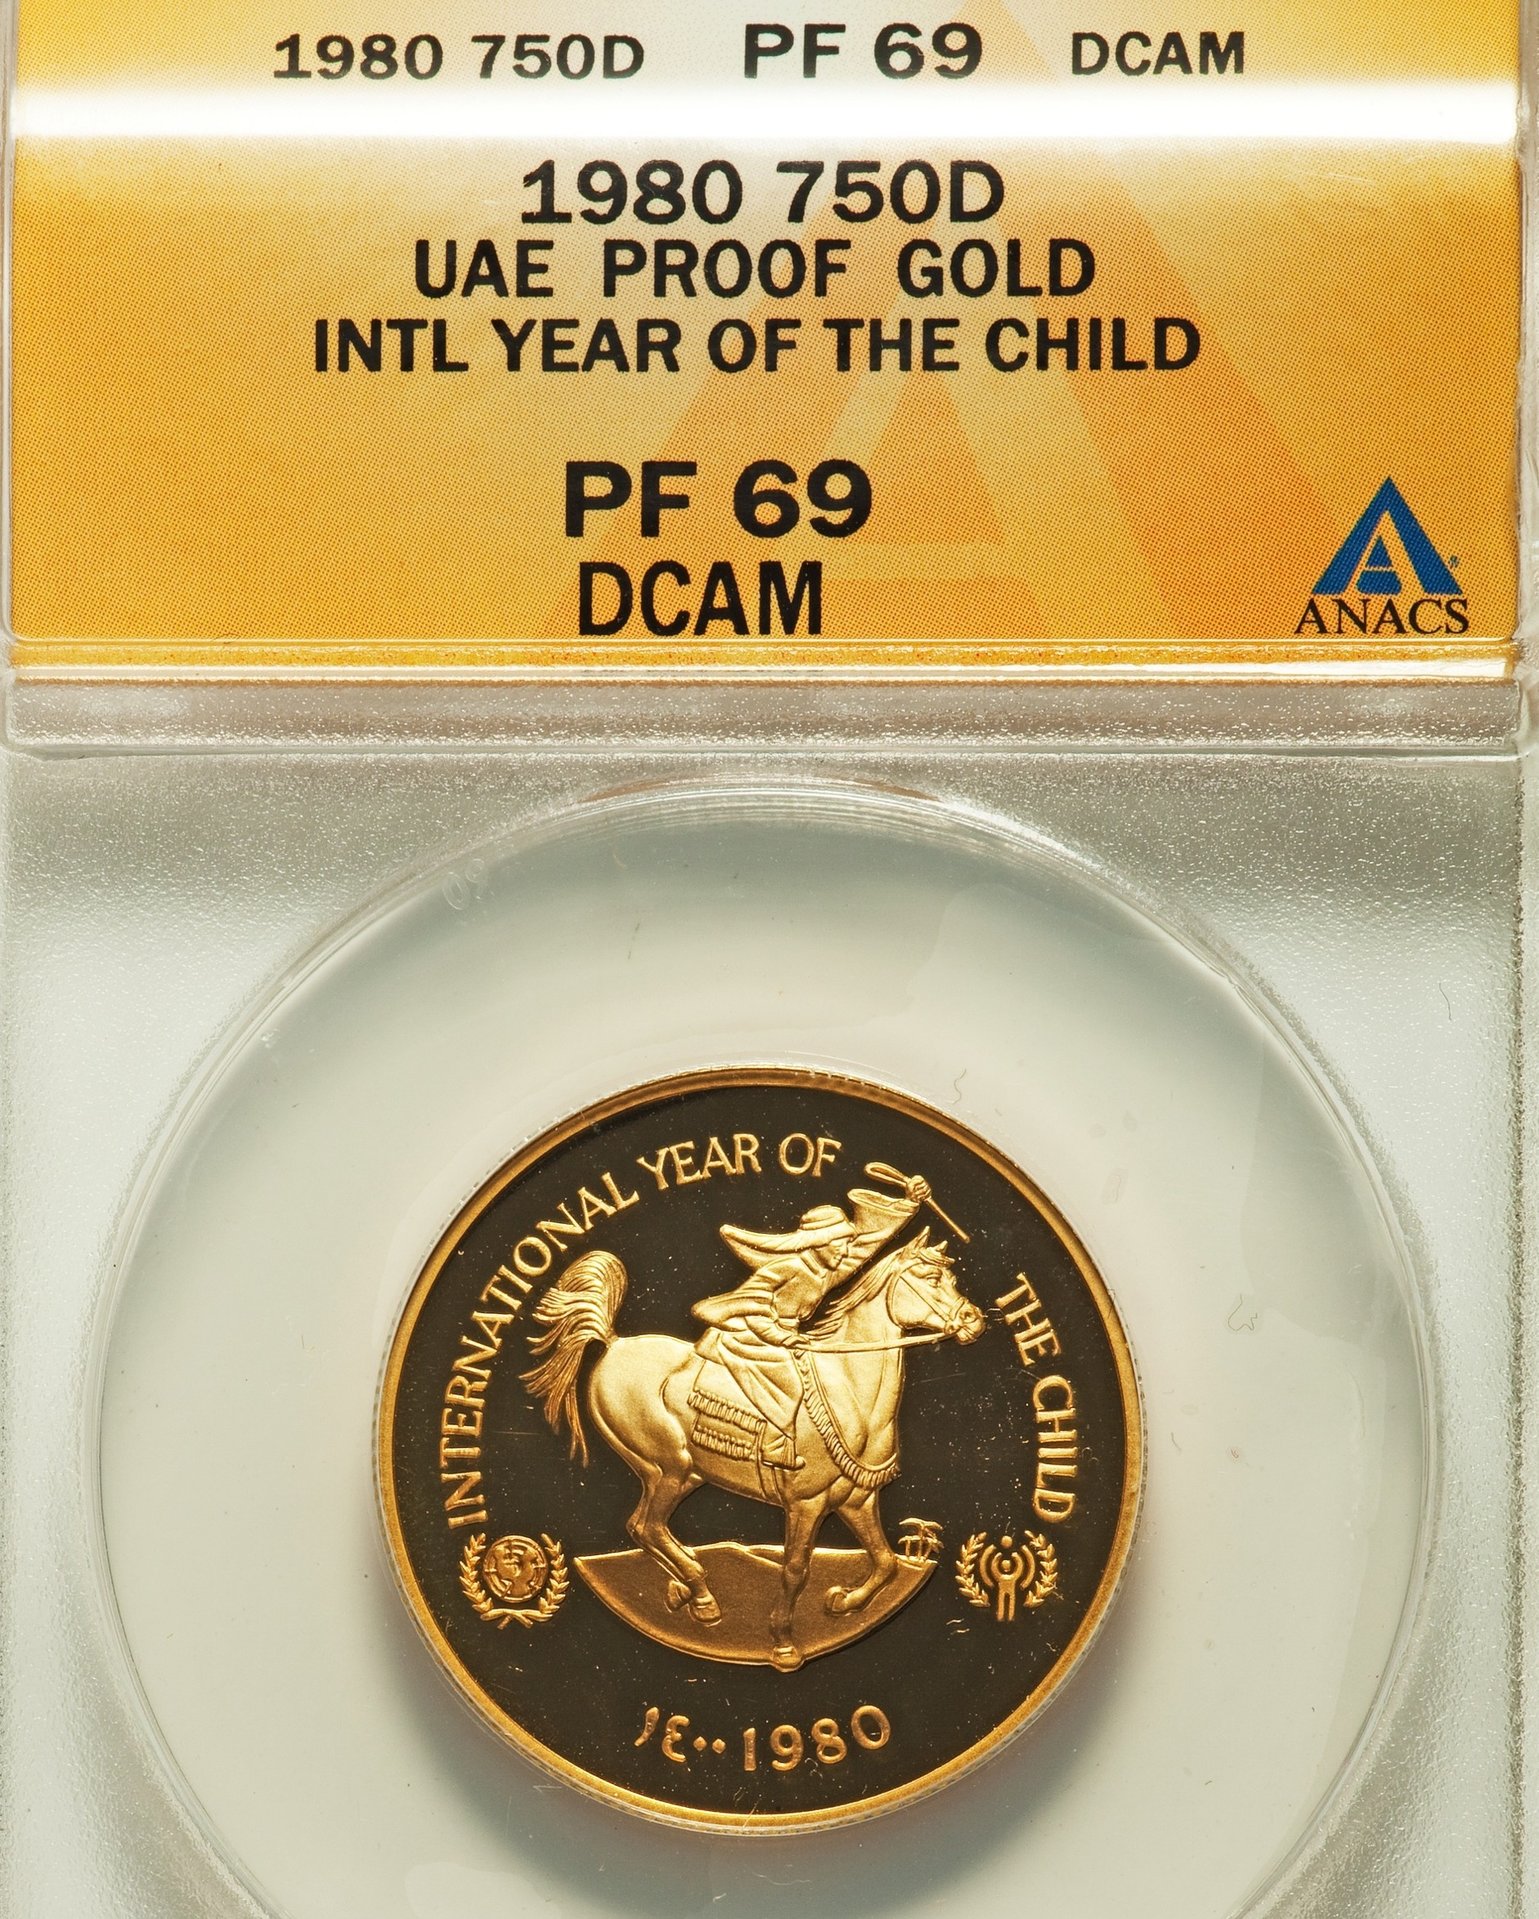 1980 750D PF 69 DCAM
1980 750D
UAE PROOF GOLD
INTL YEAR OF THE CHILD
PF 69
DCAM
ANACS
INTERNATIONAL YEAR OF THE CHILD
١٤٠٠ 1980